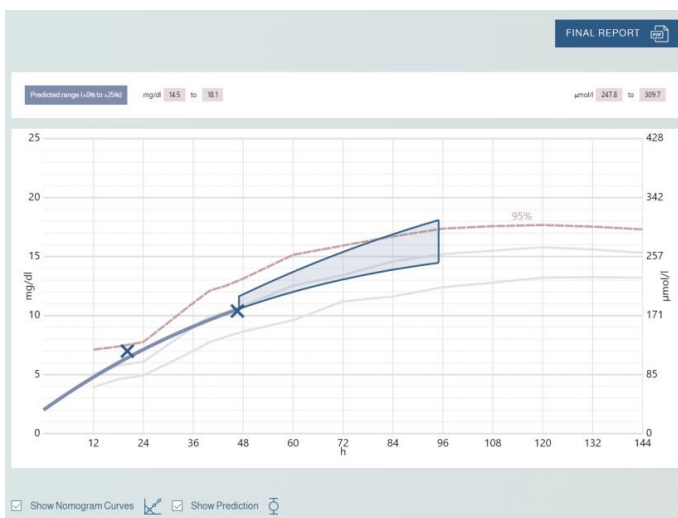 FINAL REPORT PDF
Predicted range (+0% to +25%) mg/dl 14.5 to 18.1 µmol/l 247.8 to 309.7
25 428
20 342
95%
15 257
mg/dl µmol/l
10 171
5 85
0 0
12 24 36 48 60 72 84 96 108 120 132 144
h
Show Nomogram Curves Show Prediction